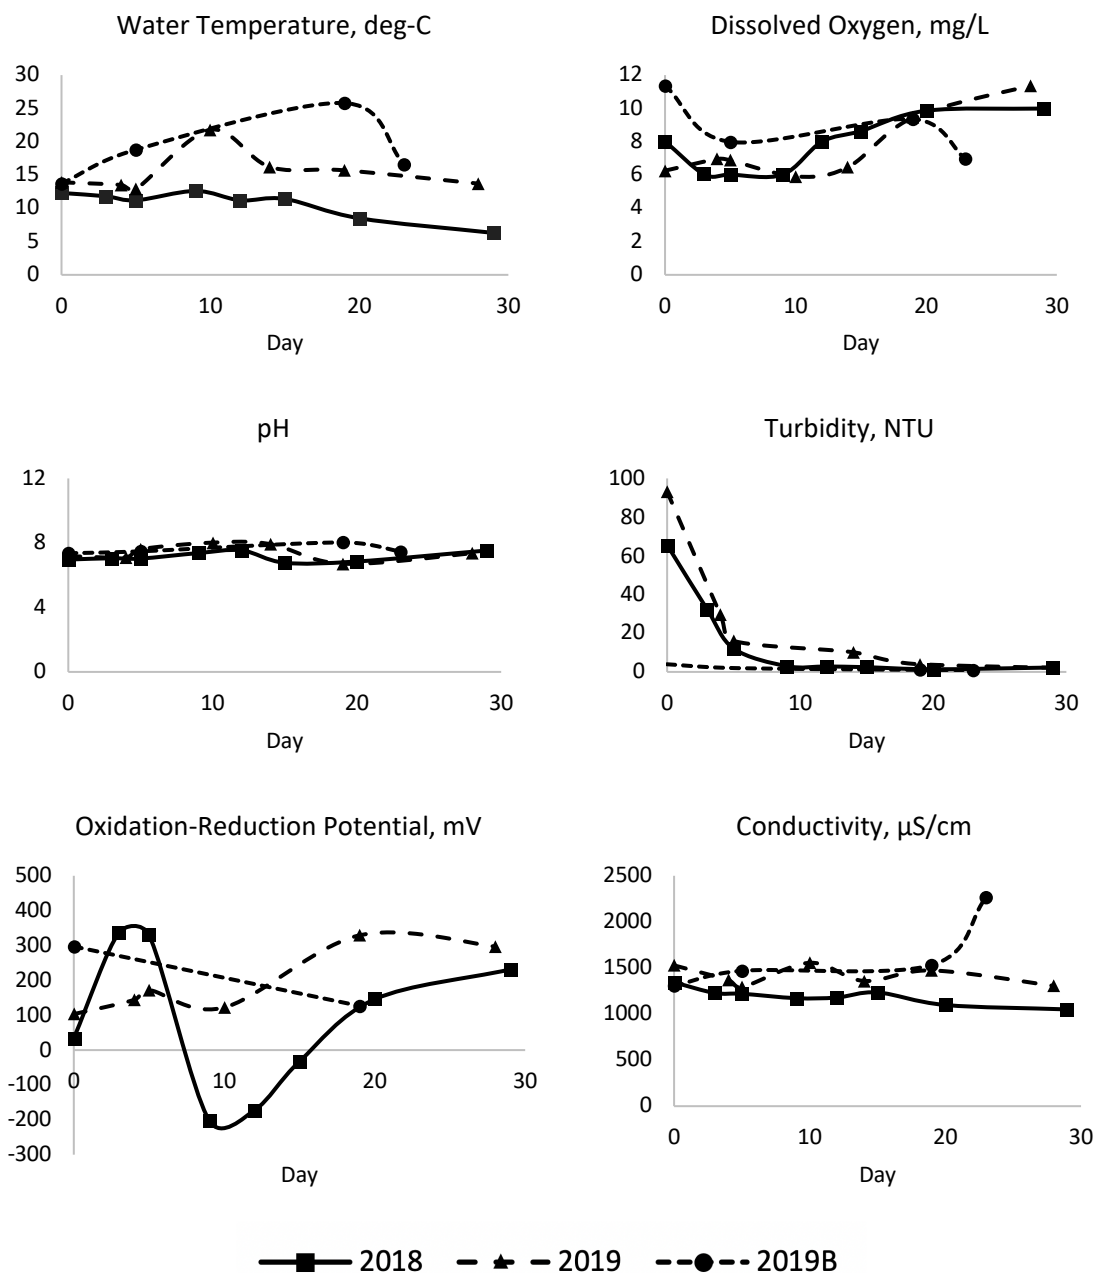 Water Temperature, deg-C
30
25
20
15
10
5
0
0 10 20 30
Day
Dissolved Oxygen, mg/L
12
10
8
6
4
2
0
0 10 20 30
Day
pH
12
8
4
0
0 10 20 30
Day
Turbidity, NTU
100
80
60
40
20
0
0 10 20 30
Day
Oxidation-Reduction Potential, mV
500
400
300
200
100
0
-100
-200
-300
0 10 20 30
Day
Conductivity, µS/cm
2500
2000
1500
1000
500
0
0 10 20 30
Day
2018 2019 2019B